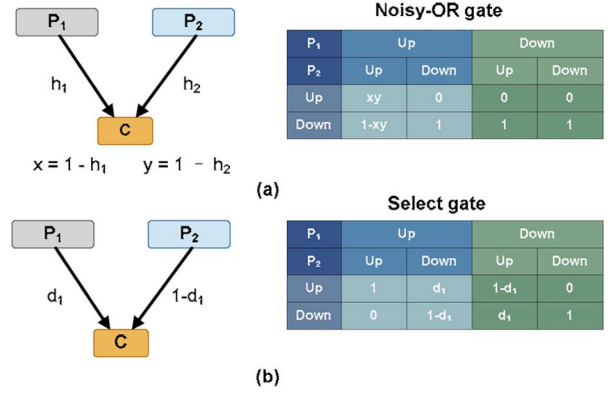 P1 P2
h1 h2
C
x = 1 - h1 y = 1 - h2
Noisy-OR gate
P1 Up Down
P2 Up Down Up Down
Up xy 0 0 0
Down 1-xy 1 1 1
(a)
P1 P2
d1 1-d1
C
Select gate
P1 Up Down
P2 Up Down Up Down
Up 1 d1 1-d1 0
Down 0 1-d1 d1 1
(b)